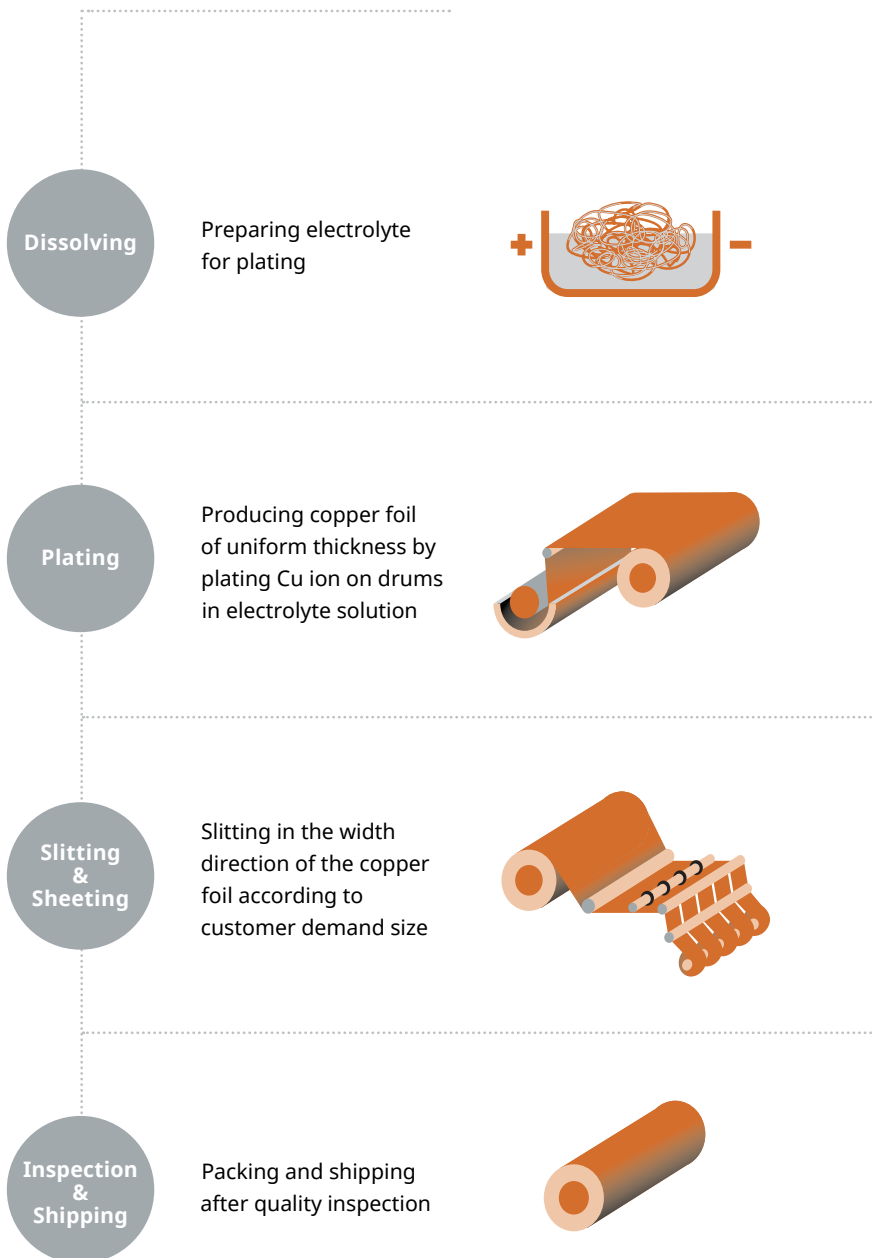 Dissolving
Preparing electrolyte
for plating
Plating
Producing copper foil
of uniform thickness by
plating Cu ion on drums
in electrolyte solution
Slitting
&
Sheeting
Slitting in the width
direction of the copper
foil according to
customer demand size
Inspection
&
Shipping
Packing and shipping
after quality inspection